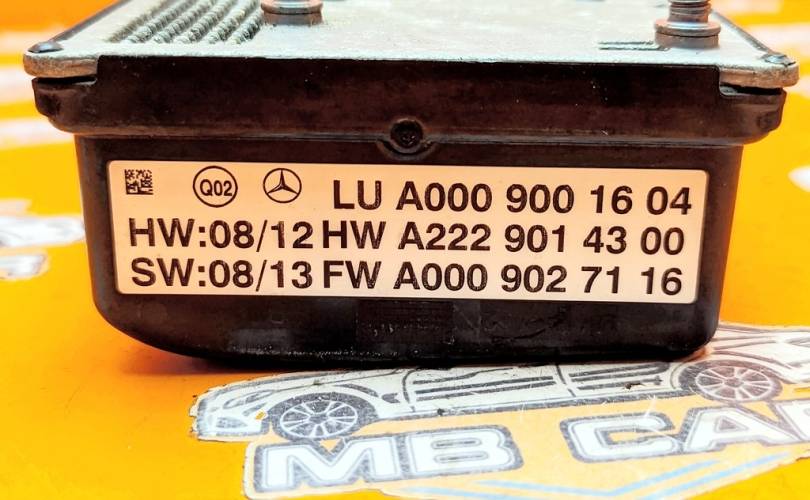 Q02 LU A000 900 16 04
HW:08/12 HW A222 901 43 00
SW:08/13 FW A000 902 71 16
MB CA